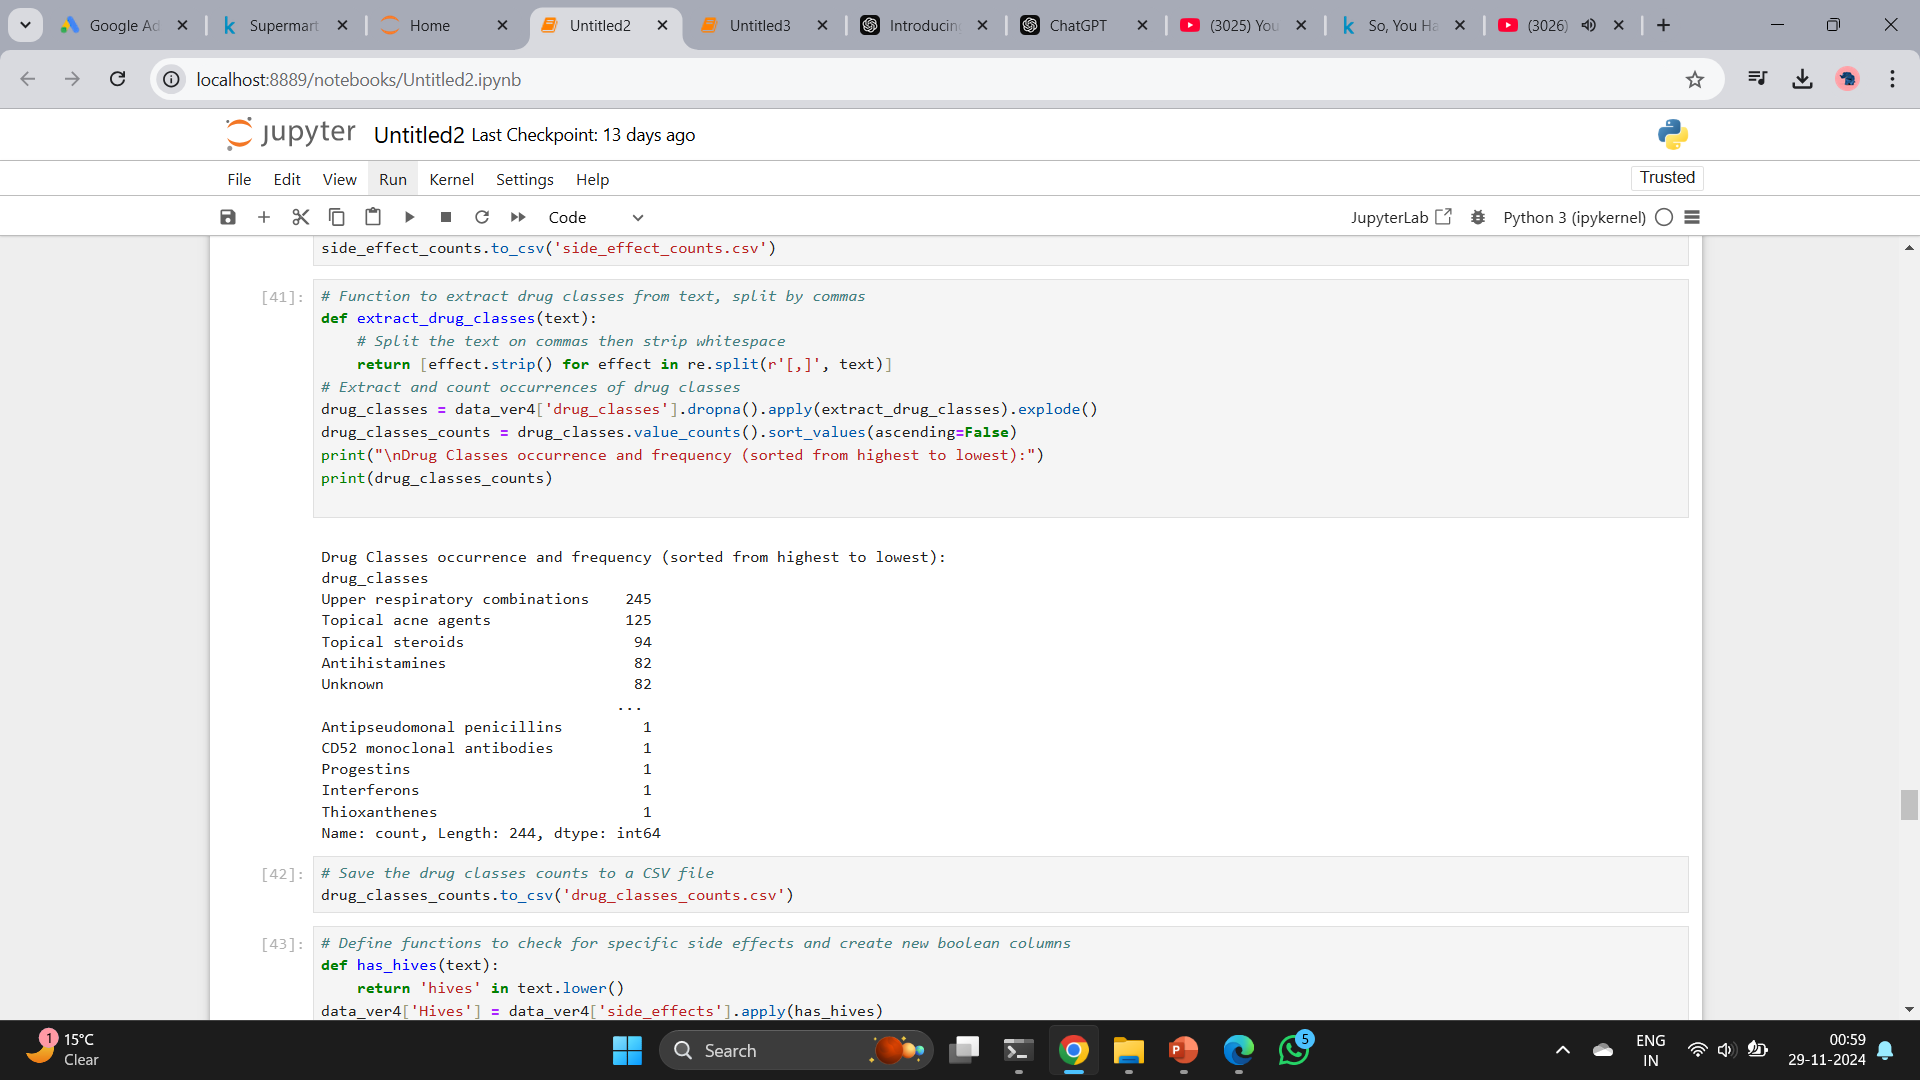 Google Ad
Supermart
Home
Untitled2
Untitled3
Introducin
ChatGPT
(3025) You
So, You Ha
(3026)
localhost:8889/notebooks/Untitled2.ipynb
jupyter
Untitled2 Last Checkpoint: 13 days ago
File Edit View Run Kernel Settings Help
Trusted
Code
JupyterLab
Python 3 (ipykernel)
side_effect_counts.to_csv('side_effect_counts.csv')
[41]:
# Function to extract drug classes from text, split by commas
def extract_drug_classes(text):
    # Split the text on commas then strip whitespace
    return [effect.strip() for effect in re.split(r'[,]', text)]
# Extract and count occurrences of drug classes
drug_classes = data_ver4['drug_classes'].dropna().apply(extract_drug_classes).explode()
drug_classes_counts = drug_classes.value_counts().sort_values(ascending=False)
print("\nDrug Classes occurrence and frequency (sorted from highest to lowest):")
print(drug_classes_counts)
Drug Classes occurrence and frequency (sorted from highest to lowest):
drug_classes
Upper respiratory combinations    245
Topical acne agents               125
Topical steroids                   94
Antihistamines                     82
Unknown                            82
...
Antipseudomonal penicillins         1
CD52 monoclonal antibodies          1
Progestins                          1
Interferons                         1
Thioxanthenes                       1
Name: count, Length: 244, dtype: int64
[42]:
# Save the drug classes counts to a CSV file
drug_classes_counts.to_csv('drug_classes_counts.csv')
[43]:
# Define functions to check for specific side effects and create new boolean columns
def has_hives(text):
    return 'hives' in text.lower()
data_ver4['Hives'] = data_ver4['side_effects'].apply(has_hives)
1
15°C
Clear
Search
5
ENG
IN
00:59
29-11-2024